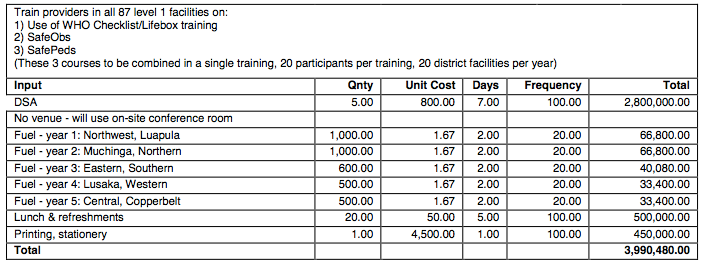 Train providers in all 87 level 1 facilities on:
1) Use of WHO Checklist/Lifebox training
2) SafeObs
3) SafePeds
(These 3 courses to be combined in a single training, 20 participants per training, 20 district facilities per year)
Input Qnty Unit Cost Days Frequency Total
DSA 5.00 800.00 7.00 100.00 2,800,000.00
No venue - will use on-site conference room
Fuel - year 1: Northwest, Luapula 1,000.00 1.67 2.00 20.00 66,800.00
Fuel - year 2: Muchinga, Northern 1,000.00 1.67 2.00 20.00 66,800.00
Fuel - year 3: Eastern, Southern 600.00 1.67 2.00 20.00 40,080.00
Fuel - year 4: Lusaka, Western 500.00 1.67 2.00 20.00 33,400.00
Fuel - year 5: Central, Copperbelt 500.00 1.67 2.00 20.00 33,400.00
Lunch & refreshments 20.00 50.00 5.00 100.00 500,000.00
Printing, stationery 1.00 4,500.00 1.00 100.00 450,000.00
Total 3,990,480.00